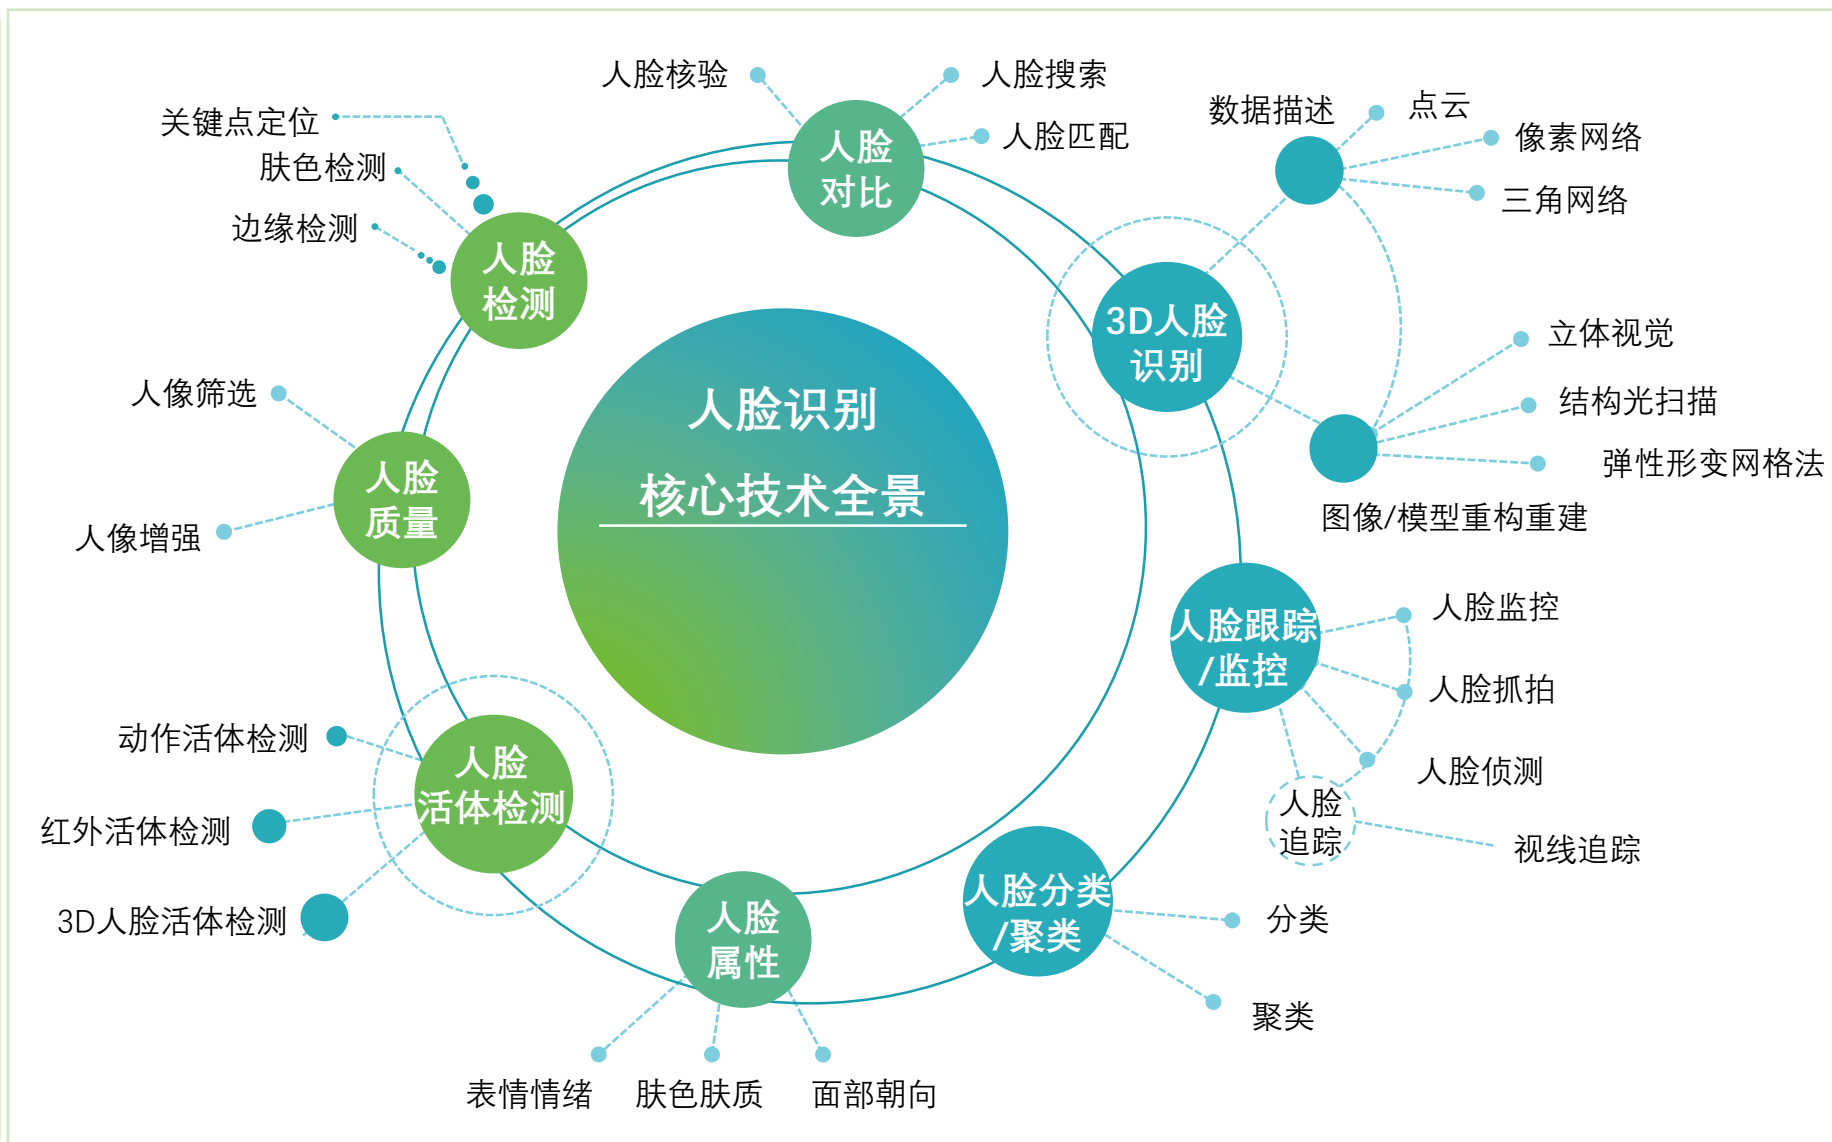 人脸识别
核心技术全景
人脸
对比
人脸核验
人脸搜索
人脸匹配
3D人脸
识别
数据描述
点云
像素网络
三角网络
立体视觉
结构光扫描
弹性形变网格法
图像/模型重构重建
人脸跟踪
/监控
人脸监控
人脸抓拍
人脸侦测
人脸
追踪
视线追踪
人脸分类
/聚类
分类
聚类
人脸
属性
表情情绪
肤色肤质
面部朝向
人脸
活体检测
动作活体检测
红外活体检测
3D人脸活体检测
人脸
质量
人像筛选
人像增强
人脸
检测
关键点定位
肤色检测
边缘检测